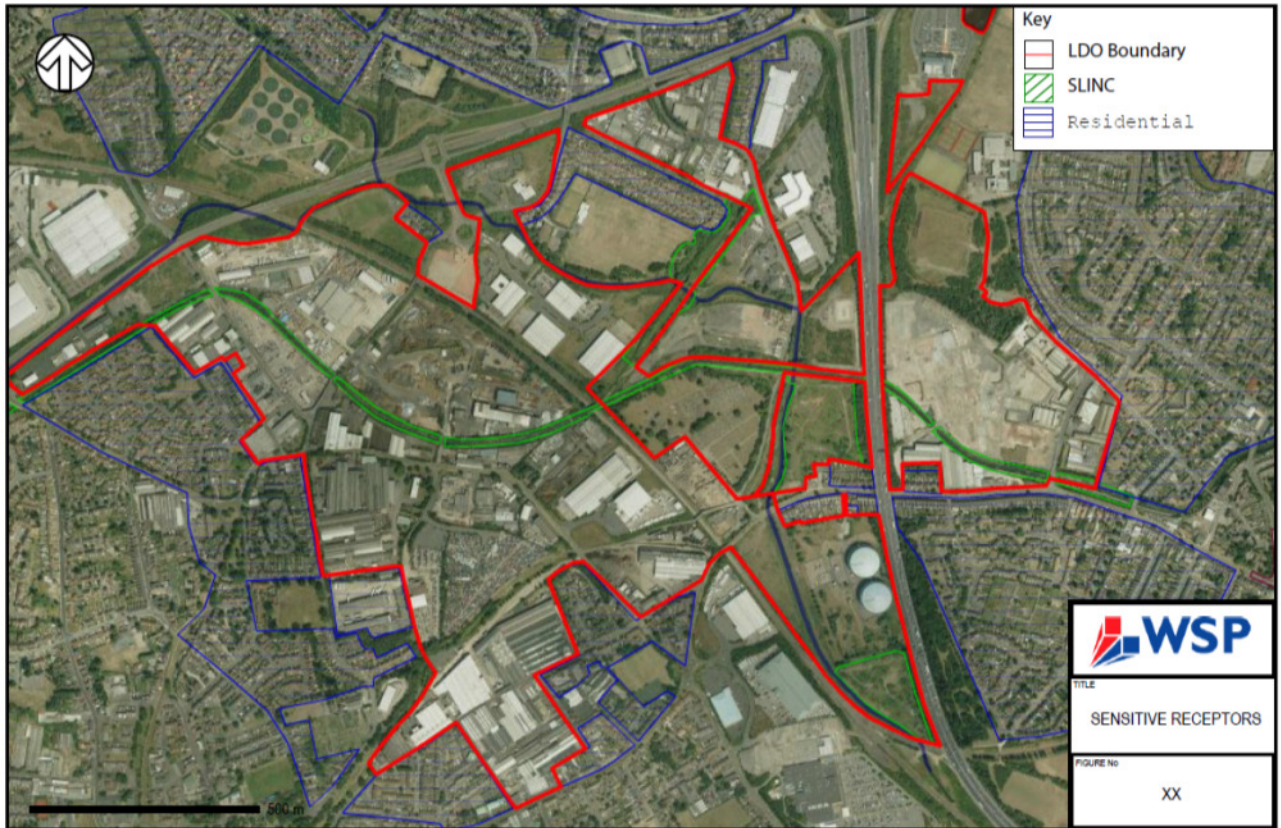 Key
LDO Boundary
SLINC
Residential
WSP
TITLE
SENSITIVE RECEPTORS
FIGURE No
XX
500 m